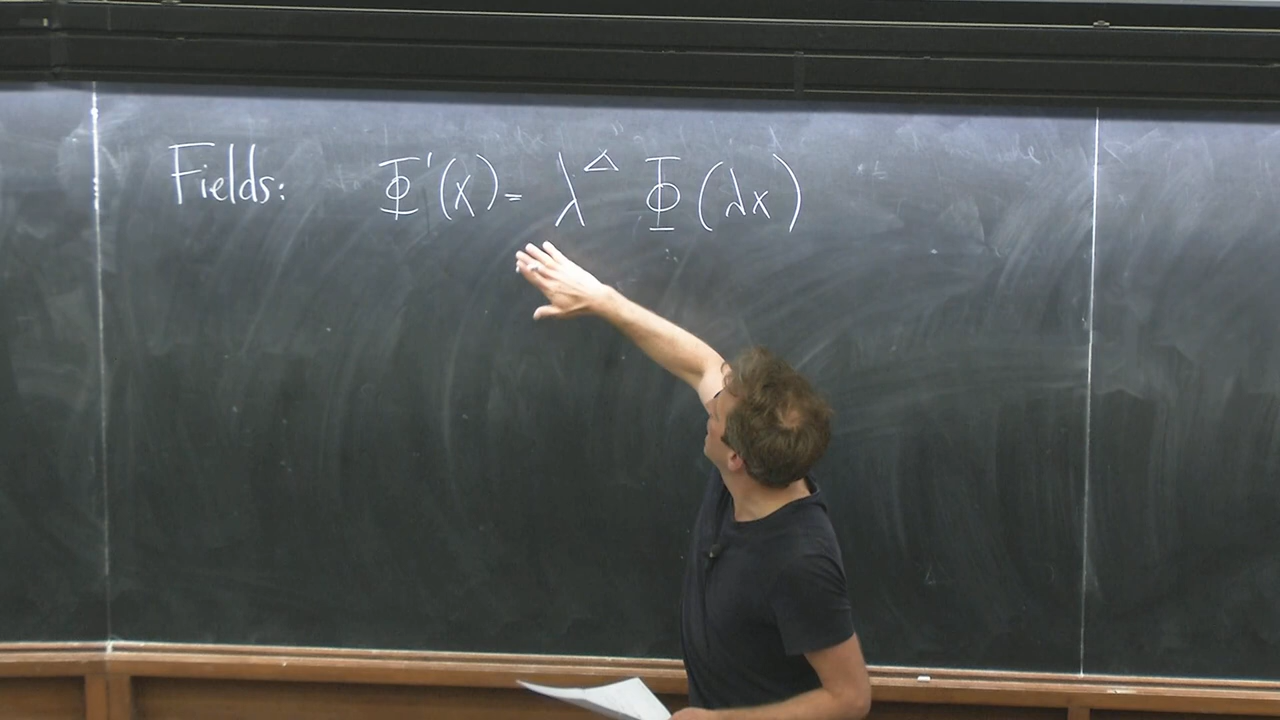 Fields: Φ'(x) = λ^Δ Φ(λx)